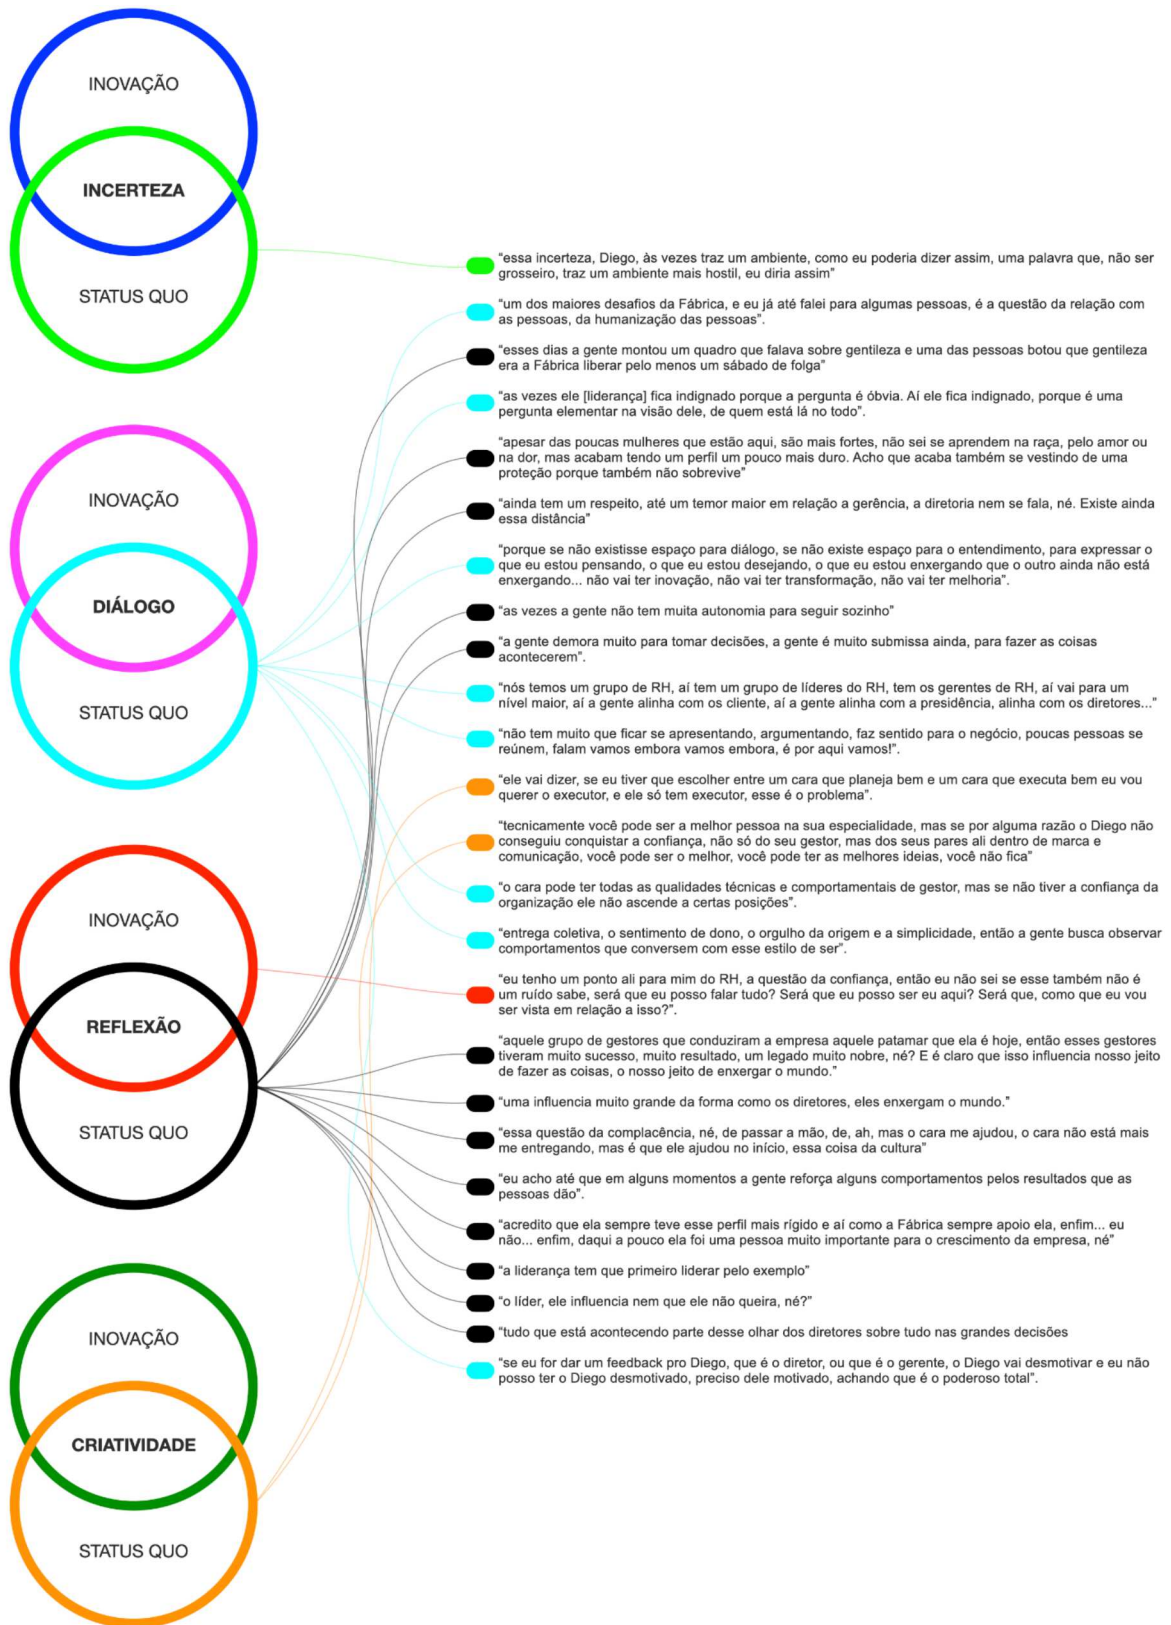 INOVAÇÃO
INCERTEZA
STATUS QUO
INOVAÇÃO
DIÁLOGO
STATUS QUO
INOVAÇÃO
REFLEXÃO
STATUS QUO
INOVAÇÃO
CRIATIVIDADE
STATUS QUO
“essa incerteza, Diego, às vezes traz um ambiente, como eu poderia dizer assim, uma palavra que, não ser
grosseiro, traz um ambiente mais hostil, eu diria assim”
“um dos maiores desafios da Fábrica, e eu já até falei para algumas pessoas, é a questão da relação com
as pessoas, da humanização das pessoas”.
“esses dias a gente montou um quadro que falava sobre gentileza e uma das pessoas botou que gentileza
era a Fábrica liberar pelo menos um sábado de folga”
“as vezes ele [liderança] fica indignado porque a pergunta é óbvia. Aí ele fica indignado, porque é uma
pergunta elementar na visão dele, de quem está lá no todo”.
“apesar das poucas mulheres que estão aqui, são mais fortes, não sei se aprendem na raça, pelo amor ou
na dor, mas acabam tendo um perfil um pouco mais duro. Acho que acaba também se vestindo de uma
proteção porque também não sobrevive”
“ainda tem um respeito, até um temor maior em relação a gerência, a diretoria nem se fala, né. Existe ainda
essa distância”
“porque se não existisse espaço para diálogo, se não existe espaço para o entendimento, para expressar o
que eu estou pensando, o que eu estou desejando, o que eu estou enxergando que o outro ainda não está
enxergando... não vai ter inovação, não vai ter transformação, não vai ter melhoria”.
“as vezes a gente não tem muita autonomia para seguir sozinho”
“a gente demora muito para tomar decisões, a gente é muito submissa ainda, para fazer as coisas
acontecerem”.
“nós temos um grupo de RH, aí tem um grupo de líderes do RH, tem os gerentes de RH, aí vai para um
nível maior, aí a gente alinha com os cliente, aí a gente alinha com a presidência, alinha com os diretores...”
“não tem muito que ficar se apresentando, argumentando, faz sentido para o negócio, poucas pessoas se
reúnem, falam vamos embora vamos embora, é por aqui vamos!”.
“ele vai dizer, se eu tiver que escolher entre um cara que planeja bem e um cara que executa bem eu vou
querer o executor, e ele só tem executor, esse é o problema”.
“tecnicamente você pode ser a melhor pessoa na sua especialidade, mas se por alguma razão o Diego não
conseguiu conquistar a confiança, não só do seu gestor, mas dos seus pares ali dentro de marca e
comunicação, você pode ser o melhor, você pode ter as melhores ideias, você não fica”
“o cara pode ter todas as qualidades técnicas e comportamentais de gestor, mas se não tiver a confiança da
organização ele não ascende a certas posições”.
“entrega coletiva, o sentimento de dono, o orgulho da origem e a simplicidade, então a gente busca observar
comportamentos que conversem com esse estilo de ser”.
“eu tenho um ponto ali para mim do RH, a questão da confiança, então eu não sei se esse também não é
um ruído sabe, será que eu posso falar tudo? Será que eu posso ser eu aqui? Será que, como que eu vou
ser vista em relação a isso?”.
“aquele grupo de gestores que conduziram a empresa aquele patamar que ela é hoje, então esses gestores
tiveram muito sucesso, muito resultado, um legado muito nobre, né? E é claro que isso influencia nosso jeito
de fazer as coisas, o nosso jeito de enxergar o mundo.”
“uma influencia muito grande da forma como os diretores, eles enxergam o mundo.”
“essa questão da complacência, né, de passar a mão, de, ah, mas o cara me ajudou, o cara não está mais
me entregando, mas é que ele ajudou no início, essa coisa da cultura”
“eu acho até que em alguns momentos a gente reforça alguns comportamentos pelos resultados que as
pessoas dão”.
“acredito que ela sempre teve esse perfil mais rígido e aí como a Fábrica sempre apoio ela, enfim... eu
não... enfim, daqui a pouco ela foi uma pessoa muito importante para o crescimento da empresa, né”
“a liderança tem que primeiro liderar pelo exemplo”
“o líder, ele influencia nem que ele não queira, né?”
“tudo que está acontecendo parte desse olhar dos diretores sobre tudo nas grandes decisões
“se eu for dar um feedback pro Diego, que é o diretor, ou que é o gerente, o Diego vai desmotivar e eu não
posso ter o Diego desmotivado, preciso dele motivado, achando que é o poderoso total”.